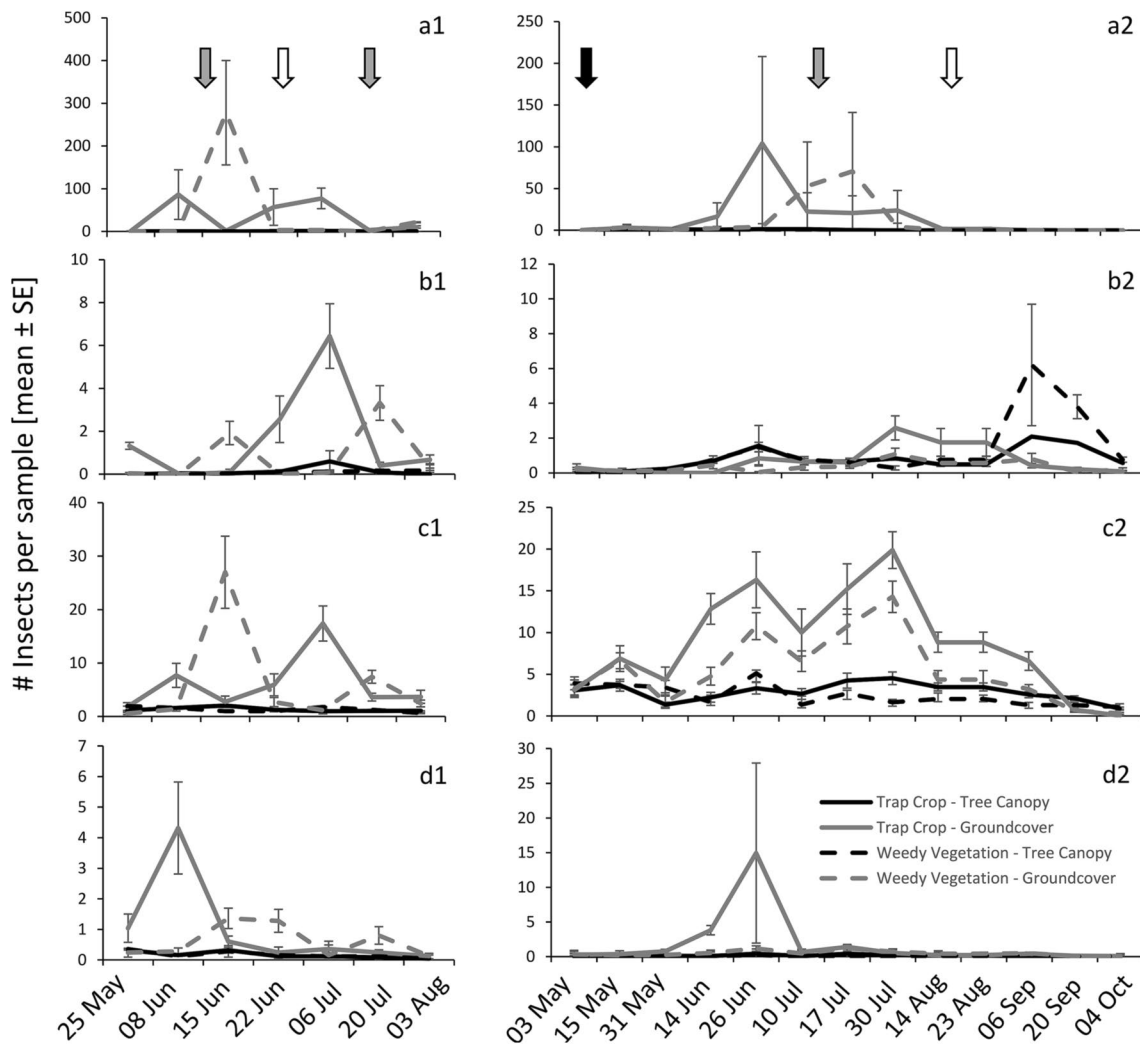 500
400
300
200
100
0
a1
250
200
150
100
50
0
a2
10
8
6
4
2
0
b1
12
10
8
6
4
2
0
b2
40
30
20
10
0
c1
25
20
15
10
5
0
c2
7
6
5
4
3
2
1
0
d1
30
25
20
15
10
5
0
d2
# Insects per sample [mean ± SE]
Trap Crop - Tree Canopy
Trap Crop - Groundcover
Weedy Vegetation - Tree Canopy
Weedy Vegetation - Groundcover
25 May
08 Jun
15 Jun
22 Jun
06 Jul
20 Jul
03 Aug
03 May
15 May
31 May
14 Jun
26 Jun
10 Jul
17 Jul
30 Jul
14 Aug
23 Aug
06 Sep
20 Sep
04 Oct